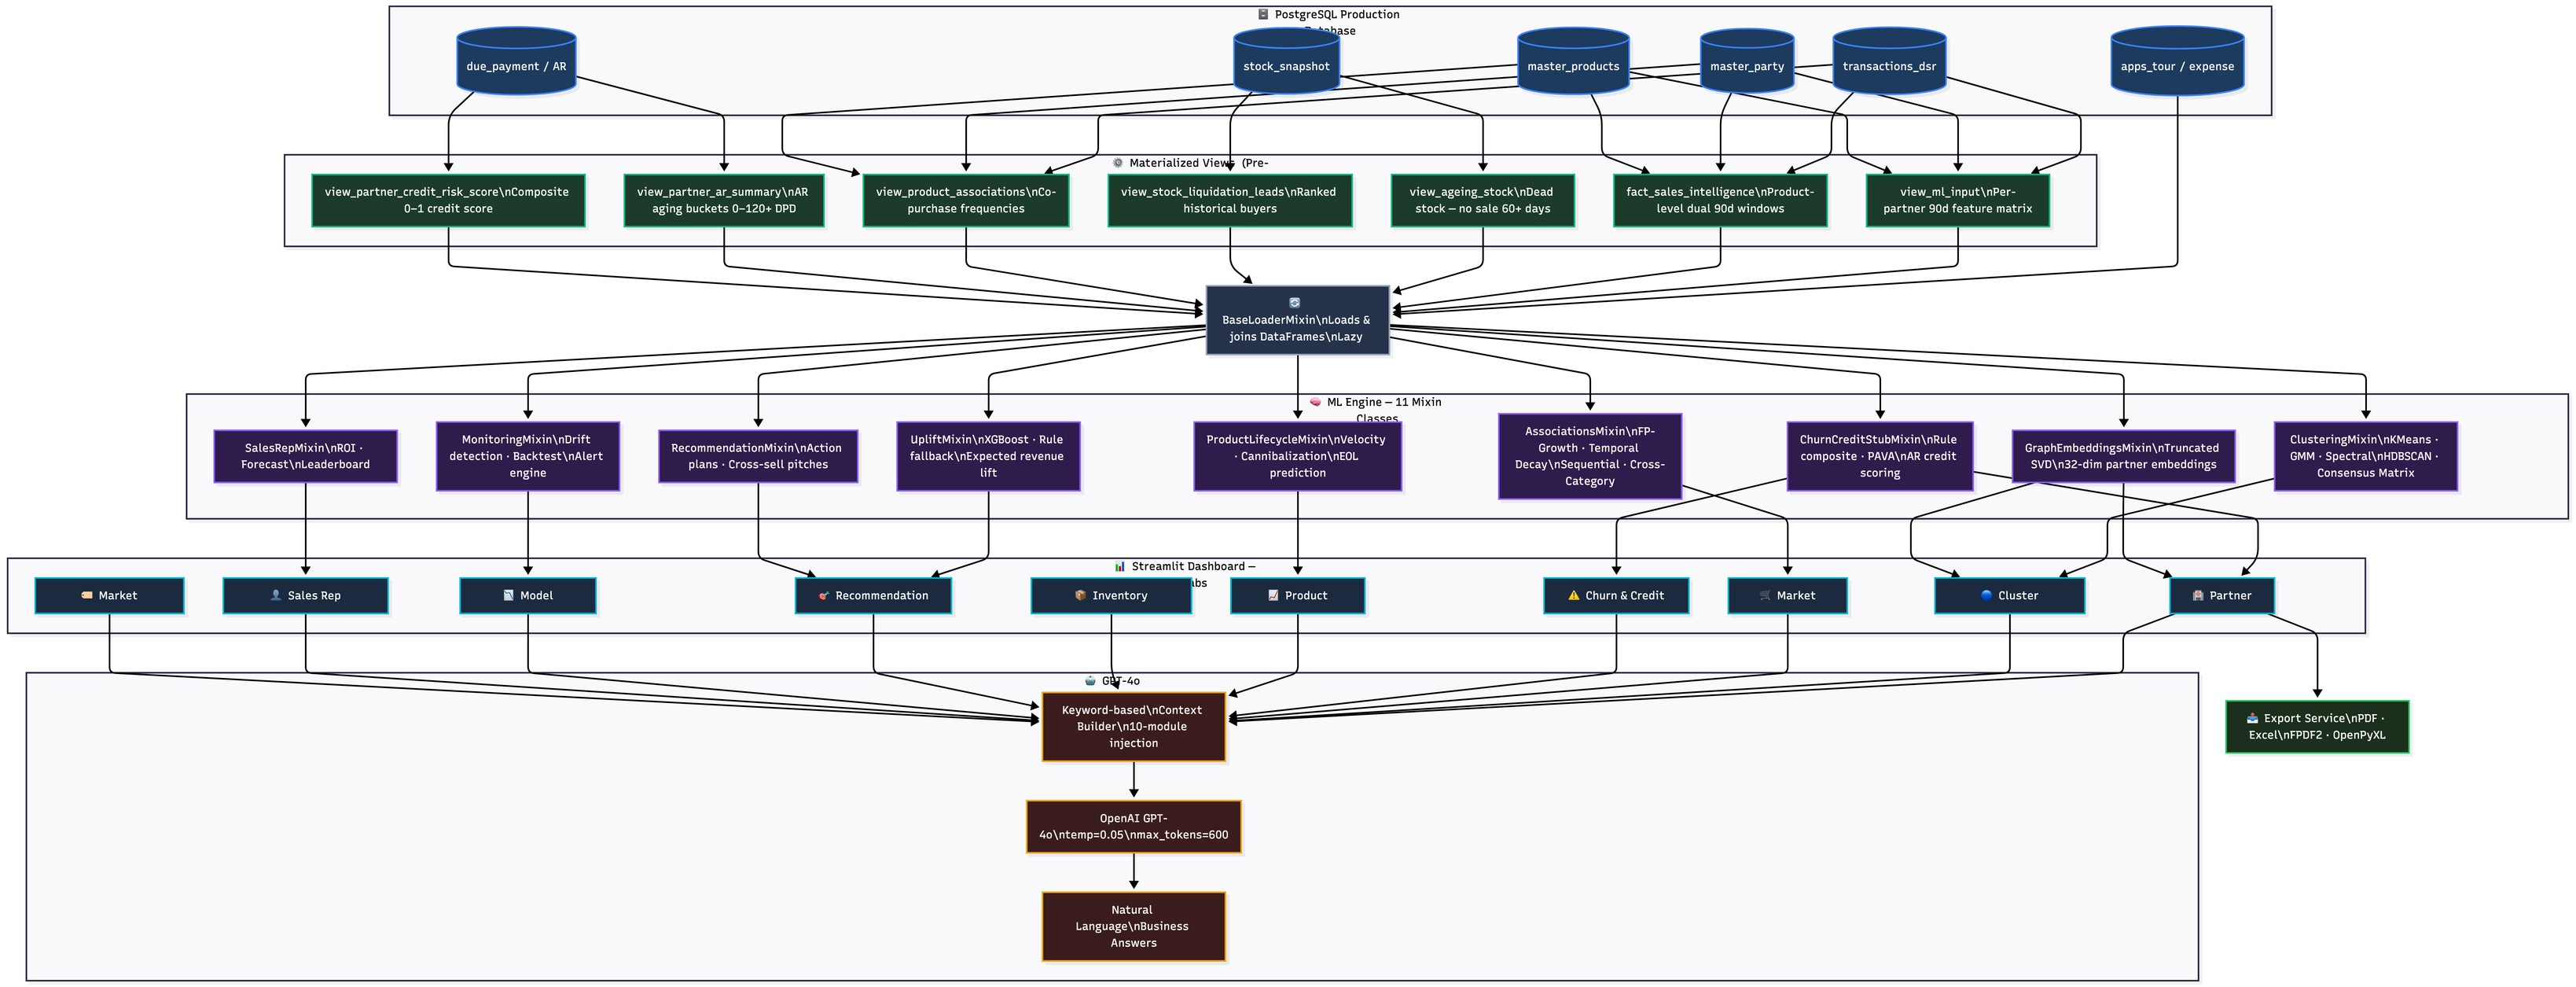 🗄️ PostgreSQL Production
Database
due_payment / AR
stock_snapshot
master_products
master_party
transactions_dsr
apps_tour / expense
⚙️ Materialized Views (Pre-
view_partner_credit_risk_score\nComposite
0–1 credit score
view_partner_ar_summary\nAR
aging buckets 0–120+ DPD
view_product_associations\nCo-
purchase frequencies
view_stock_liquidation_leads\nRanked
historical buyers
view_ageing_stock\nDead
stock — no sale 60+ days
fact_sales_intelligence\nProduct-
level dual 90d windows
view_ml_input\nPer-
partner 90d feature matrix
🔄
BaseLoaderMixin\nLoads &
joins DataFrames\nLazy
🧠 ML Engine — 11 Mixin
Classes
SalesRepMixin\nROI ·
Forecast\nLeaderboard
MonitoringMixin\nDrift
detection · Backtest\nAlert
engine
RecommendationMixin\nAction
plans · Cross-sell pitches
UpliftMixin\nXGBoost · Rule
fallback\nExpected revenue
lift
ProductLifecycleMixin\nVelocity
· Cannibalization\nEOL
prediction
AssociationsMixin\nFP-
Growth · Temporal
Decay\nSequential · Cross-
Category
ChurnCreditStubMixin\nRule
composite · PAVA\nAR credit
scoring
GraphEmbeddingsMixin\nTruncated
SVD\n32-dim partner embeddings
ClusteringMixin\nKMeans ·
GMM · Spectral\nHDBSCAN ·
Consensus Matrix
📊 Streamlit Dashboard —
abs
🏷️ Market
👤 Sales Rep
📉 Model
🎯 Recommendation
📦 Inventory
📈 Product
⚠️ Churn & Credit
🛒 Market
🔵 Cluster
🏥 Partner
🤖 GPT-4o
Keyword-based\nContext
Builder\n10-module
injection
📤 Export Service\nPDF ·
Excel\nFPDF2 · OpenPyXL
OpenAI GPT-
4o\ntemp=0.05\nmax_tokens=600
Natural
Language\nBusiness
Answers